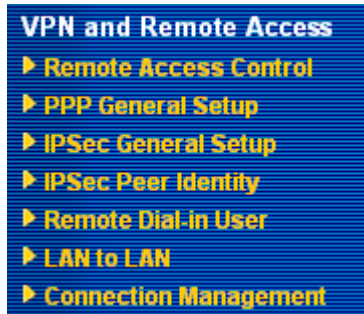 VPN and Remote Access
Remote Access Control
PPP General Setup
IPSec General Setup
IPSec Peer Identity
Remote Dial-in User
LAN to LAN
Connection Management